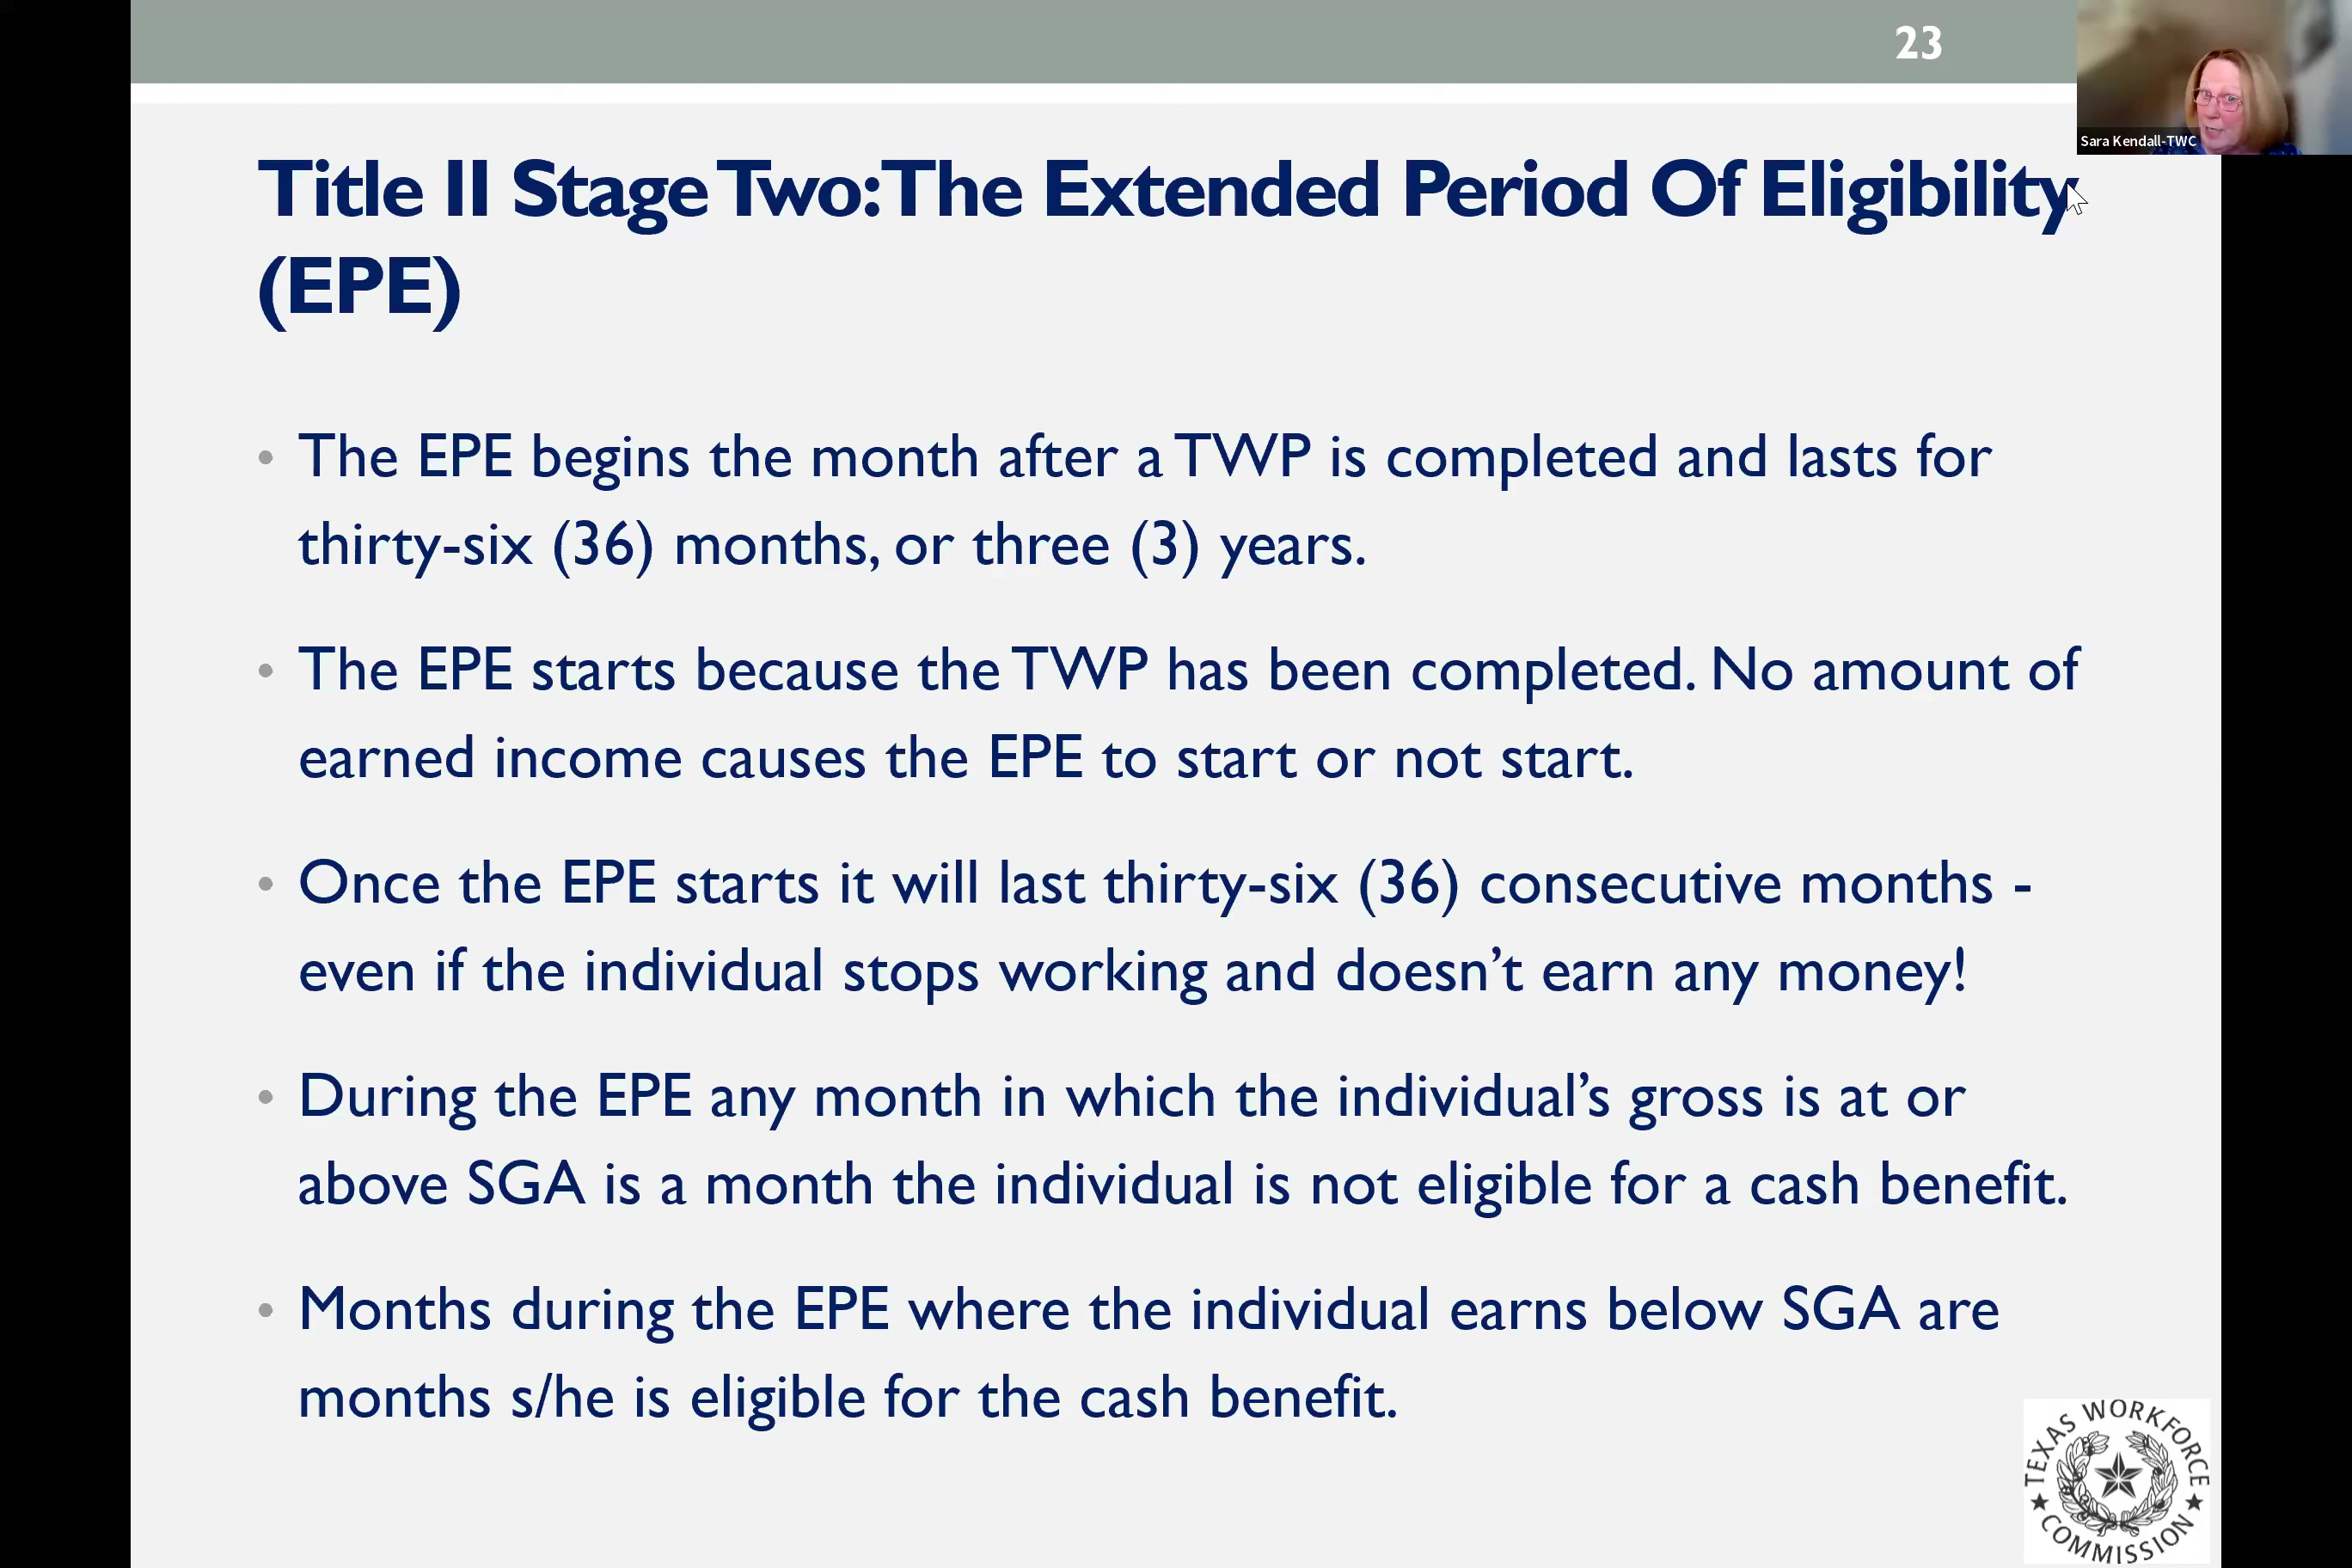 23
Sara Kendall-TWC
Title II Stage Two: The Extended Period Of Eligibility
(EPE)
• The EPE begins the month after a TWP is completed and lasts for
thirty-six (36) months, or three (3) years.
• The EPE starts because the TWP has been completed. No amount of
earned income causes the EPE to start or not start.
• Once the EPE starts it will last thirty-six (36) consecutive months -
even if the individual stops working and doesn’t earn any money!
• During the EPE any month in which the individual’s gross is at or
above SGA is a month the individual is not eligible for a cash benefit.
• Months during the EPE where the individual earns below SGA are
months s/he is eligible for the cash benefit.
TEXAS WORKFORCE
COMMISSION